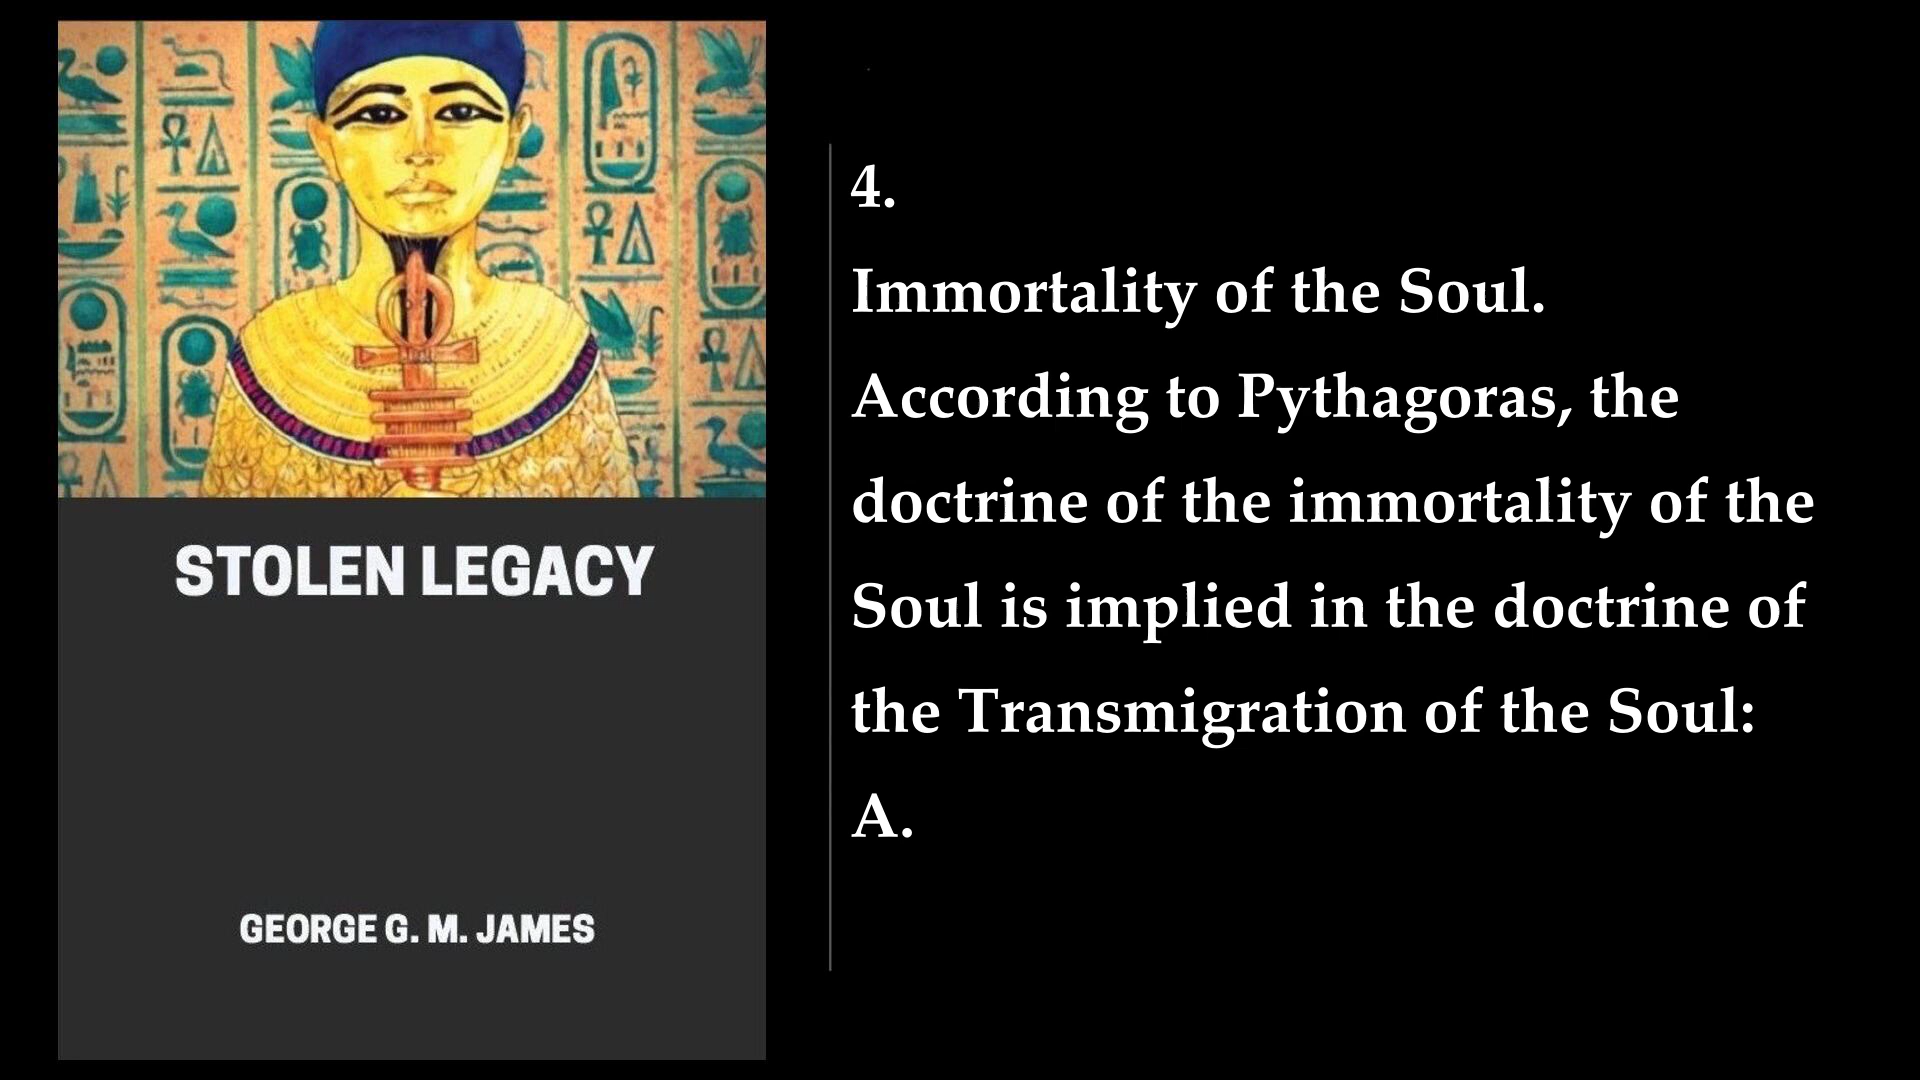 STOLEN LEGACY
GEORGE G. M. JAMES
4.
Immortality of the Soul.
According to Pythagoras, the
doctrine of the immortality of the
Soul is implied in the doctrine of
the Transmigration of the Soul:
A.